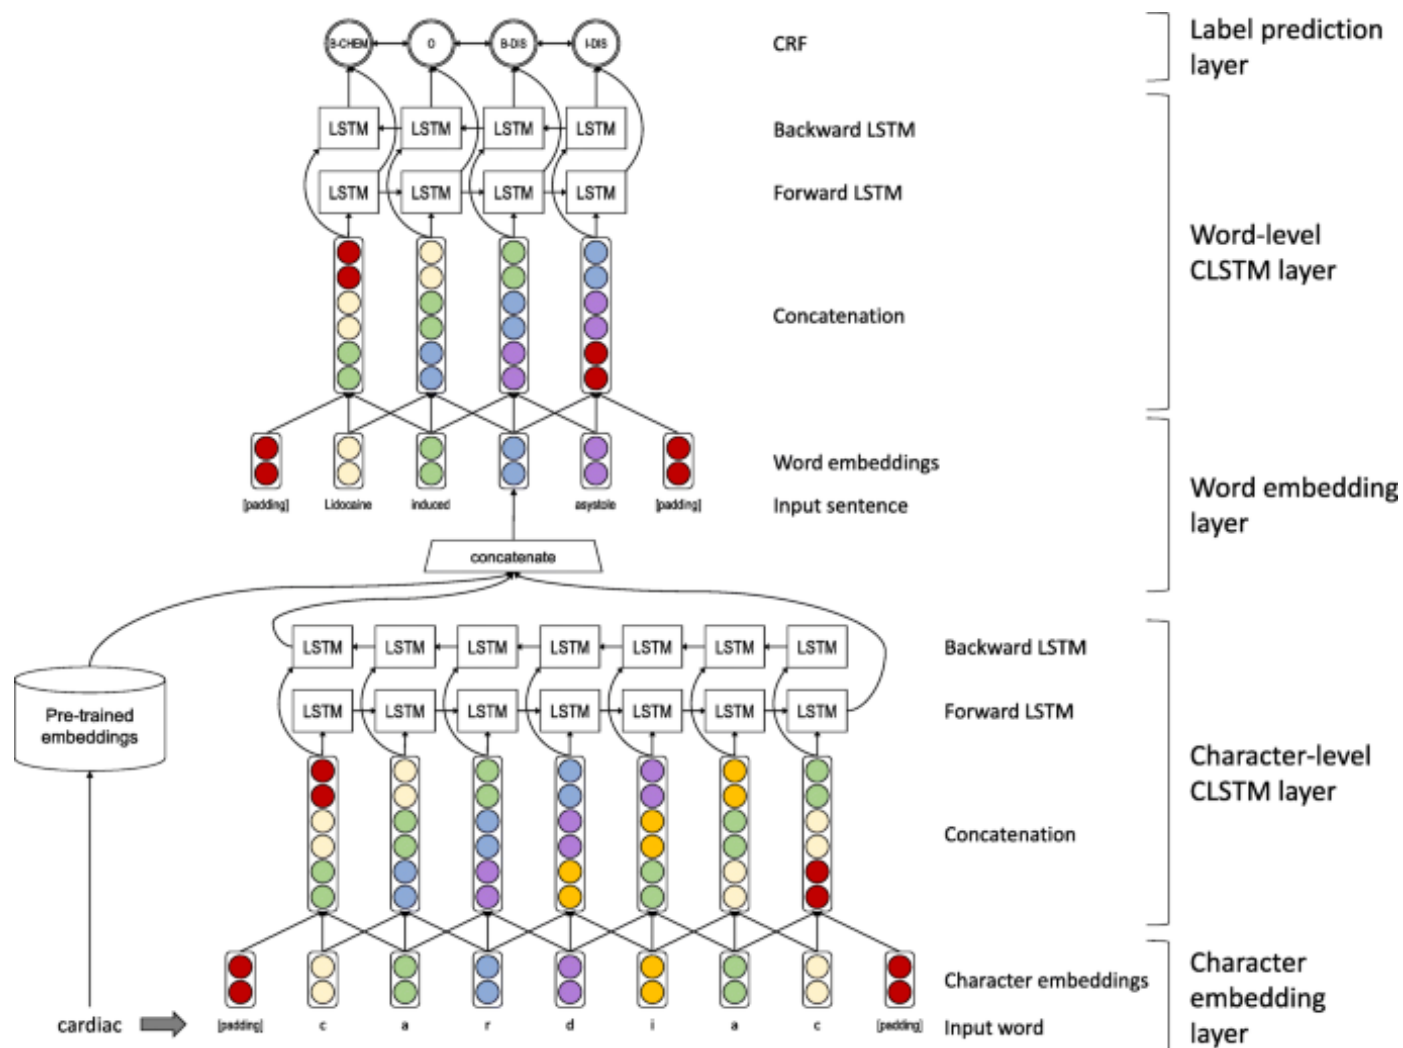 B-CHEM O B-DIS I-DIS CRF
Label prediction
layer
LSTM LSTM LSTM LSTM Backward LSTM
LSTM LSTM LSTM LSTM Forward LSTM
Word-level
CLSTM layer
Concatenation
Word embeddings
[padding] Lidocaine induced asystole [padding] Input sentence
Word embedding
layer
concatenate
LSTM LSTM LSTM LSTM LSTM LSTM LSTM Backward LSTM
LSTM LSTM LSTM LSTM LSTM LSTM LSTM Forward LSTM
Pre-trained
embeddings
Character-level
CLSTM layer
Concatenation
Character embeddings
cardiac [padding] c a r d i a c [padding] Input word
Character
embedding
layer